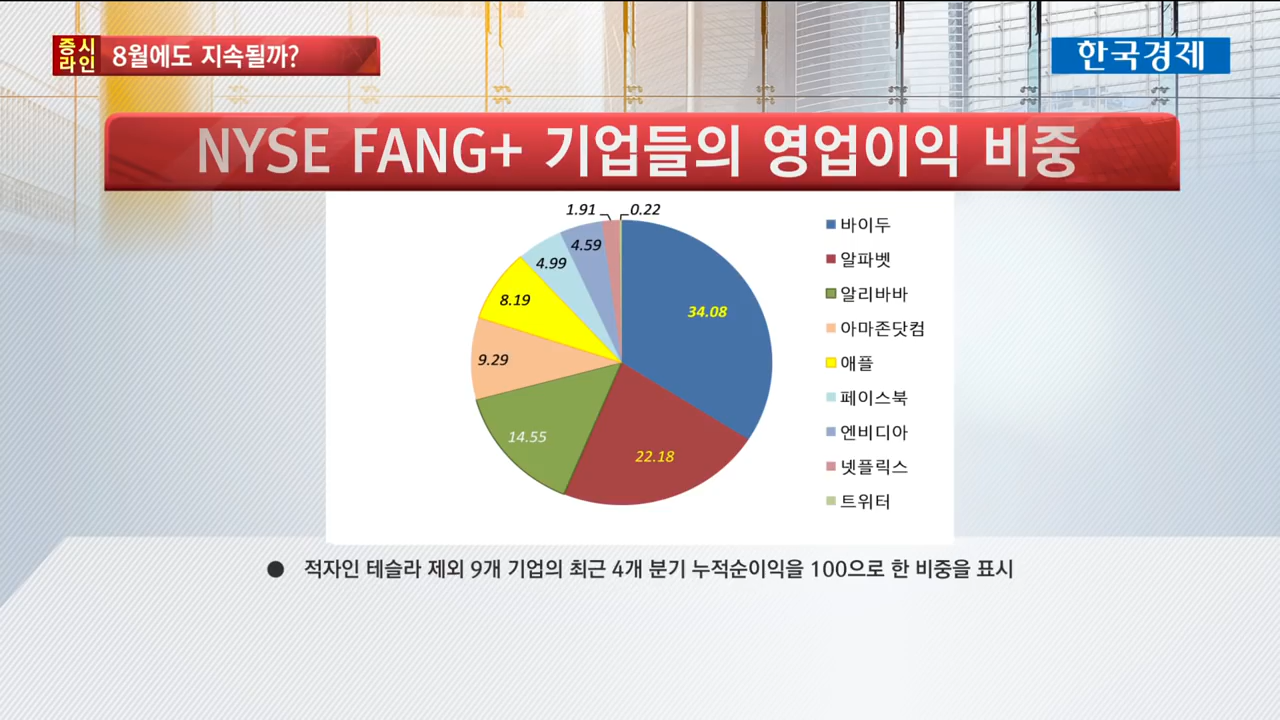 증시
라인
8월에도 지속될까?
한국경제
NYSE FANG+ 기업들의 영업이익 비중
1.91
0.22
4.59
4.99
8.19
9.29
14.55
22.18
34.08
바이두
알파벳
알리바바
아마존닷컴
애플
페이스북
엔비디아
넷플릭스
트위터
● 적자인 테슬라 제외 9개 기업의 최근 4개 분기 누적순이익을 100으로 한 비중을 표시